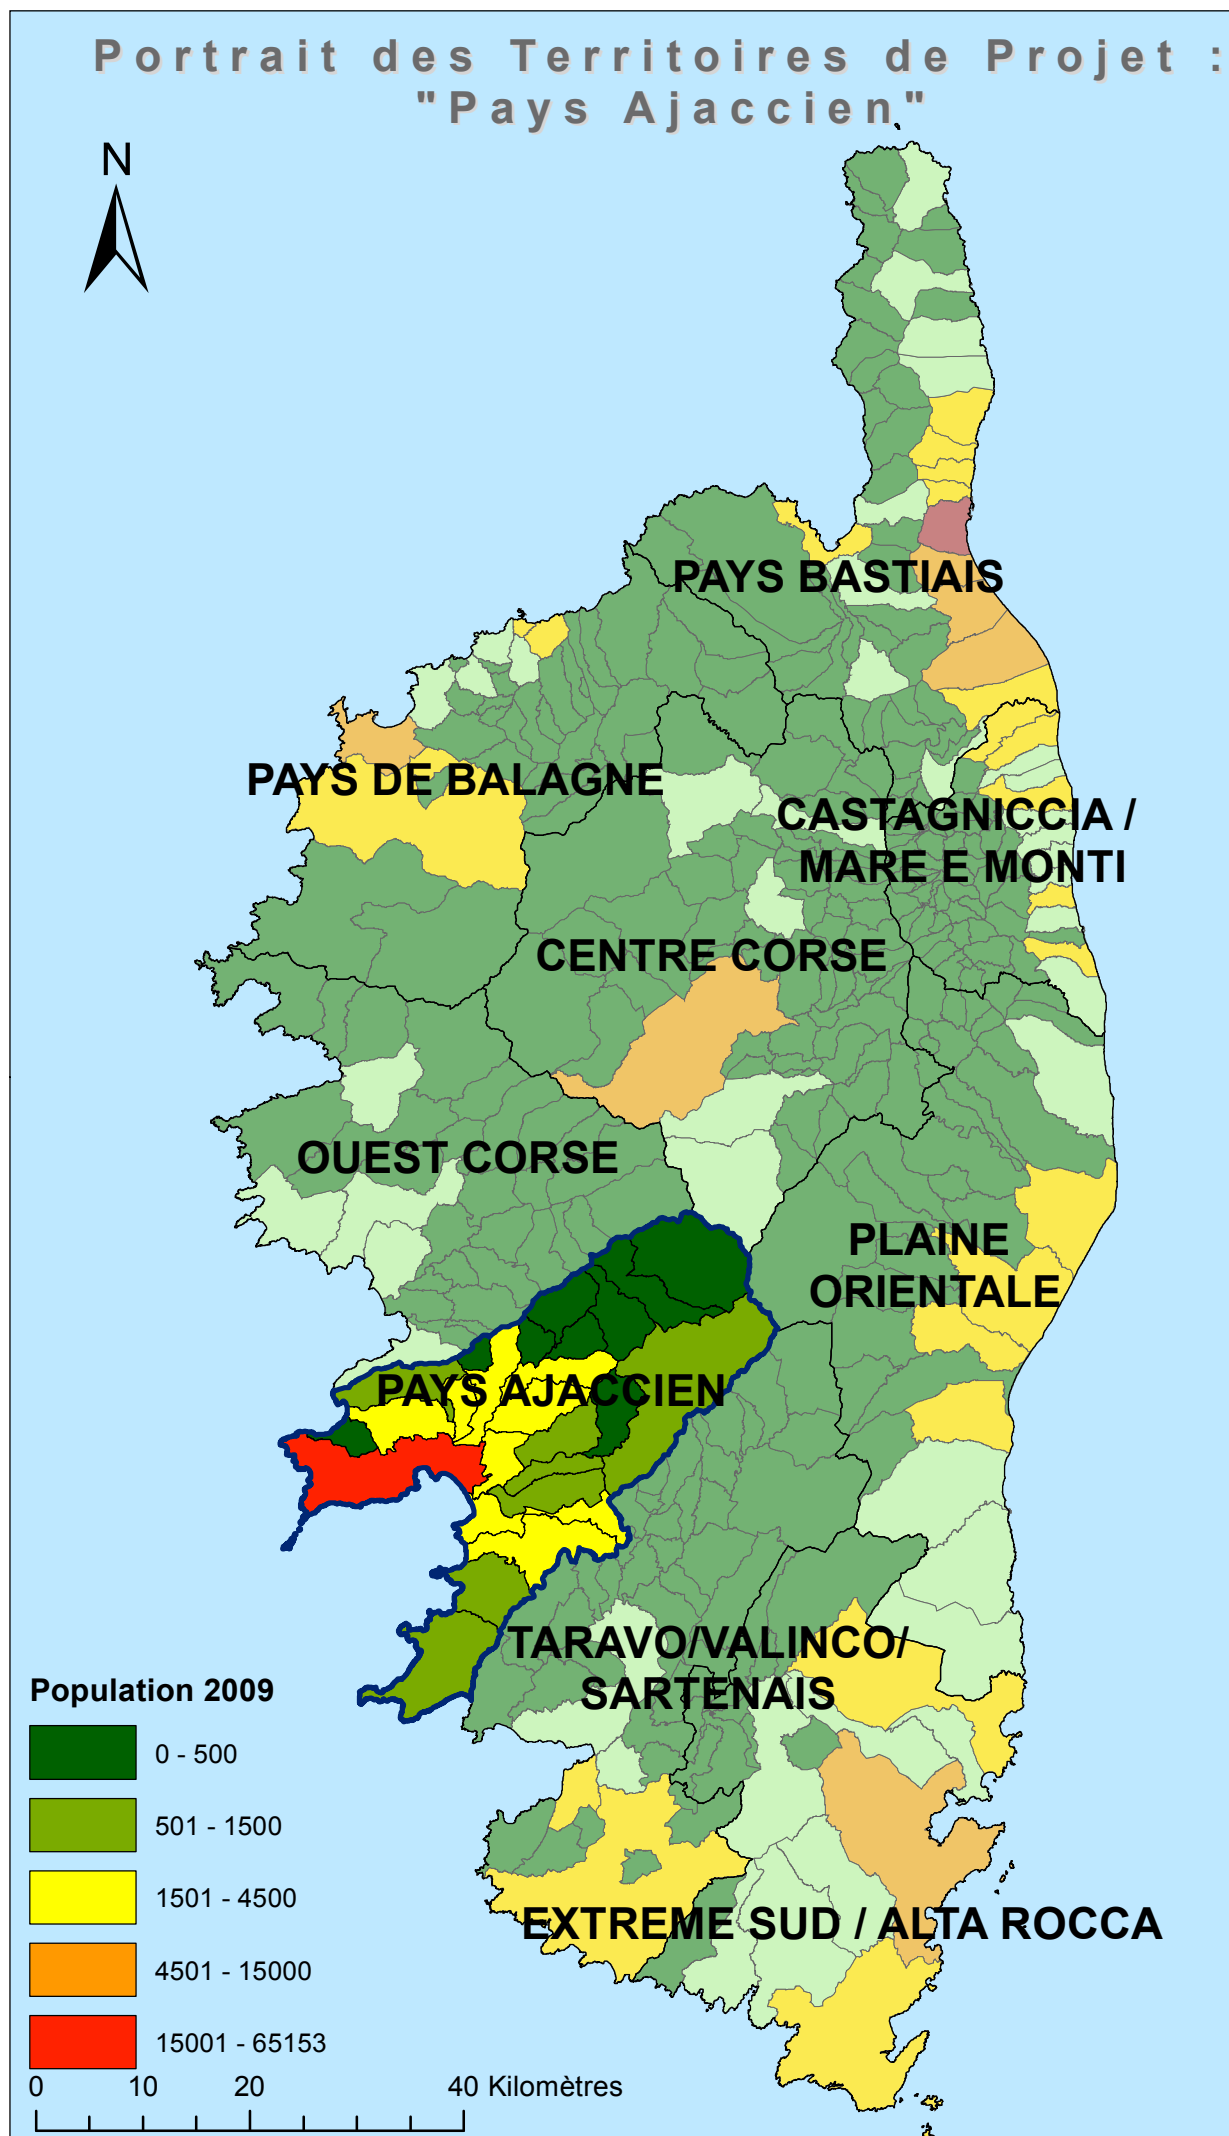 Portrait des Territoires de Projet :
"Pays Ajaccien"
N
PAYS BASTIAIS
PAYS DE BALAGNE
CASTAGNICCIA /
MARE E MONTI
CENTRE CORSE
OUEST CORSE
PLAINE
ORIENTALE
PAYS AJACCIEN
TARAVO/VALINCO/
SARTENAIS
EXTREME SUD / ALTA ROCCA
Population 2009
0 - 500
501 - 1500
1501 - 4500
4501 - 15000
15001 - 65153
0 10 20 40 Kilomètres